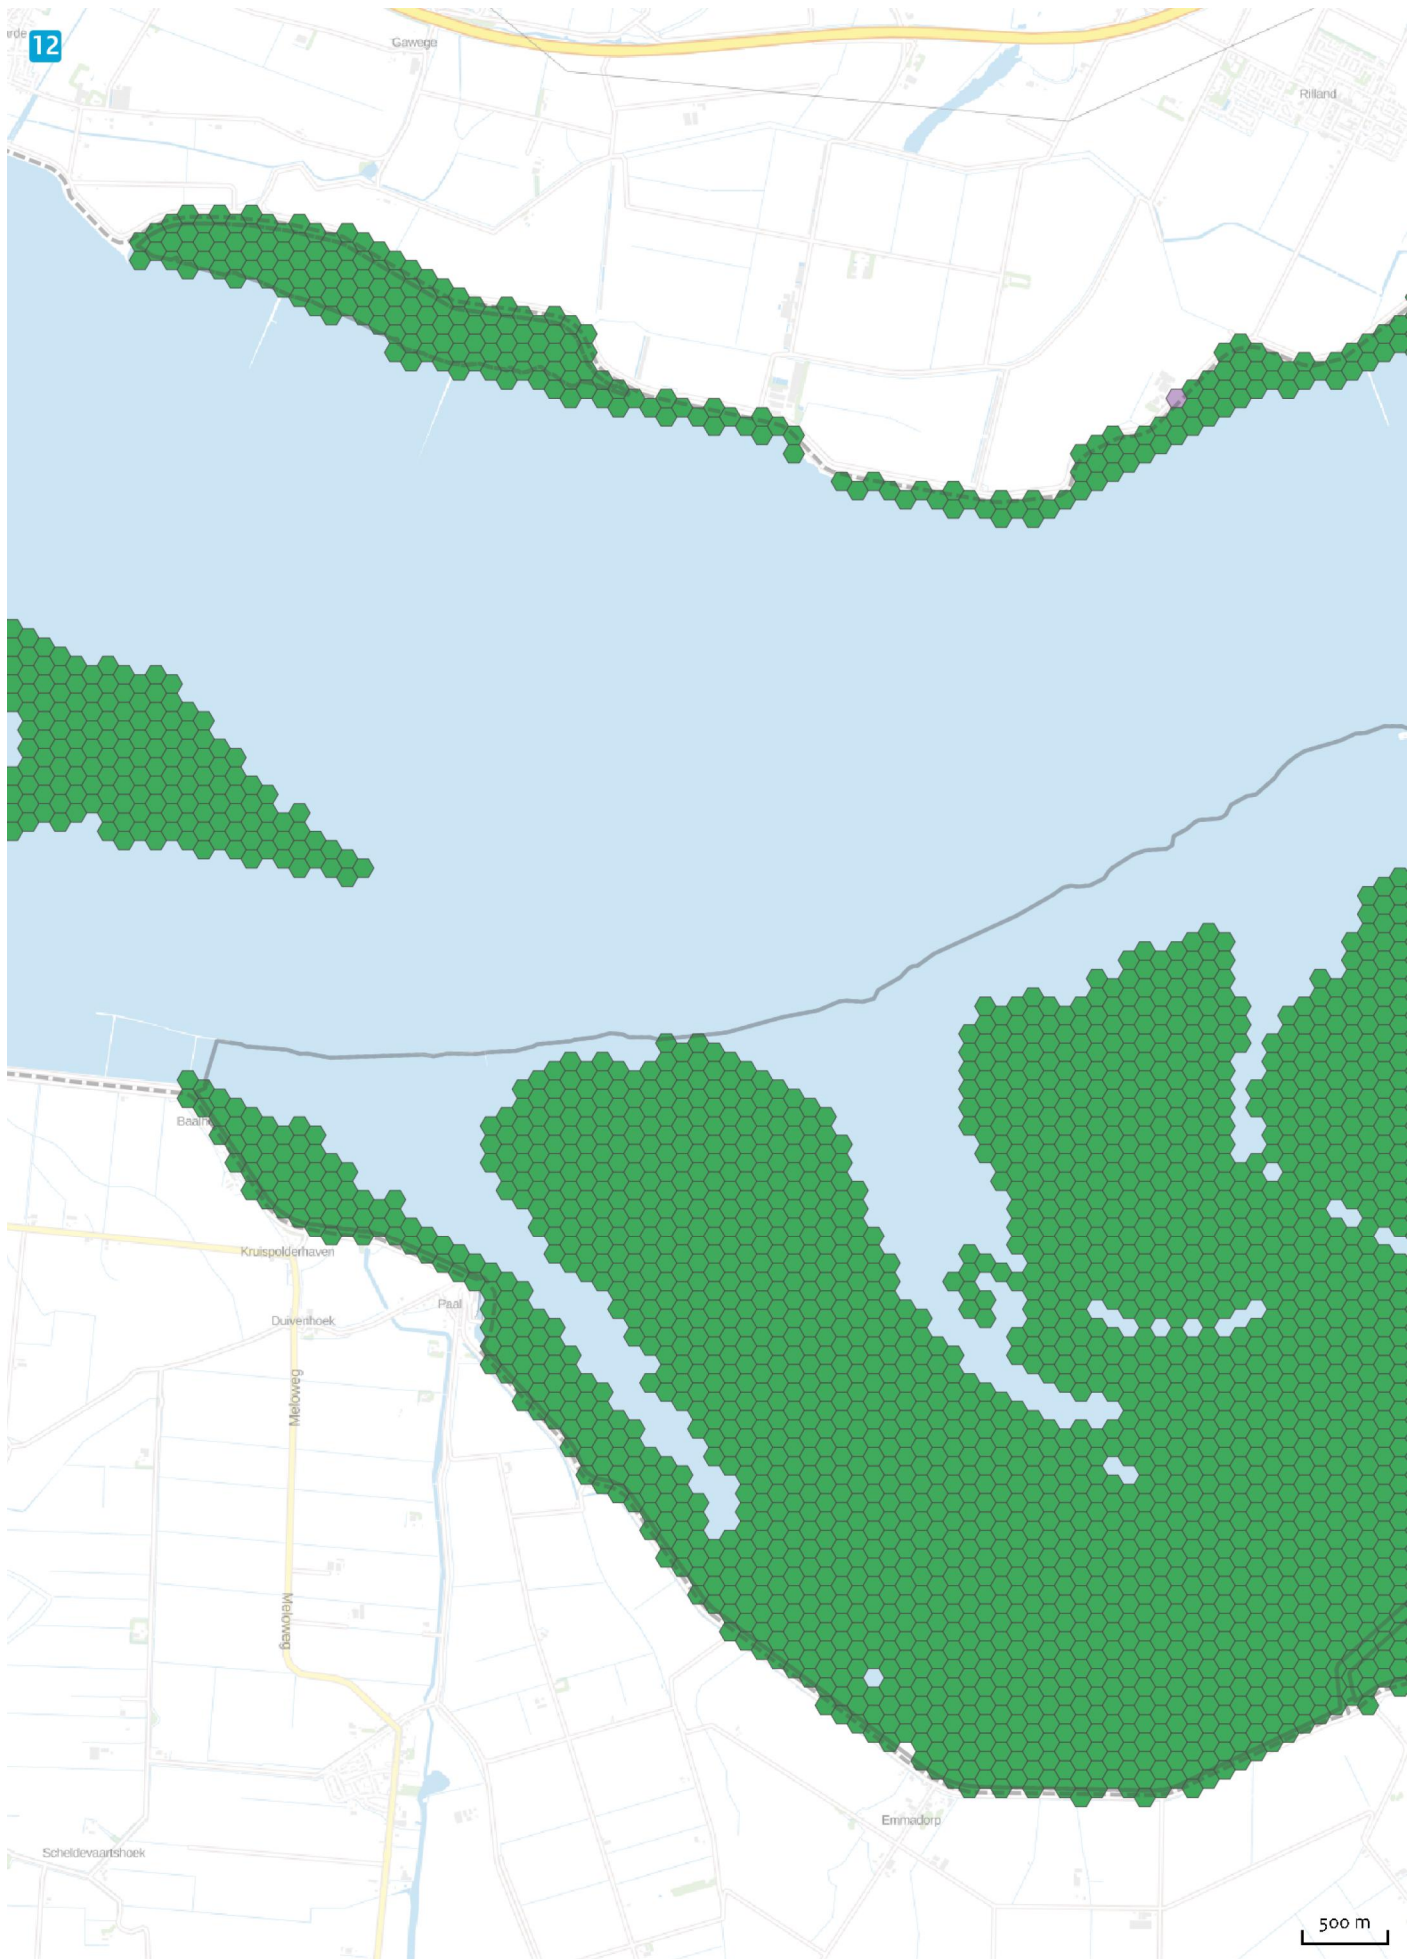 12
Gawege
Rilland
Kruispolderhaven
Paal
Duivenhoek
Meloweg
Meloweg
Emmadorp
Scheldevaartshoek
500 m